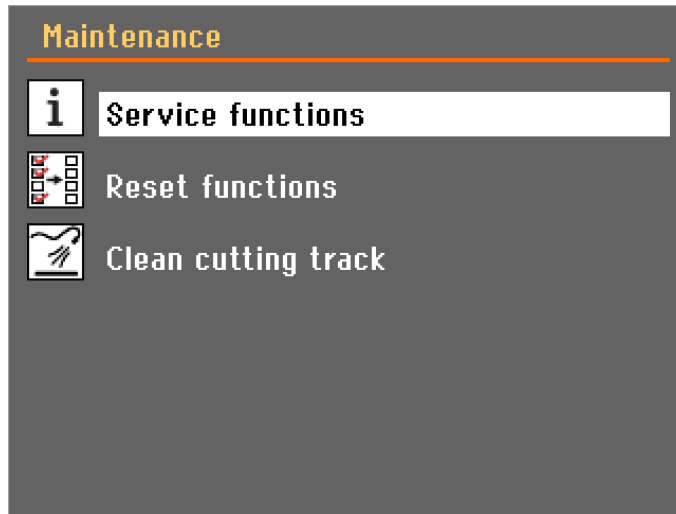 Maintenance
Service functions
Reset functions
Clean cutting track